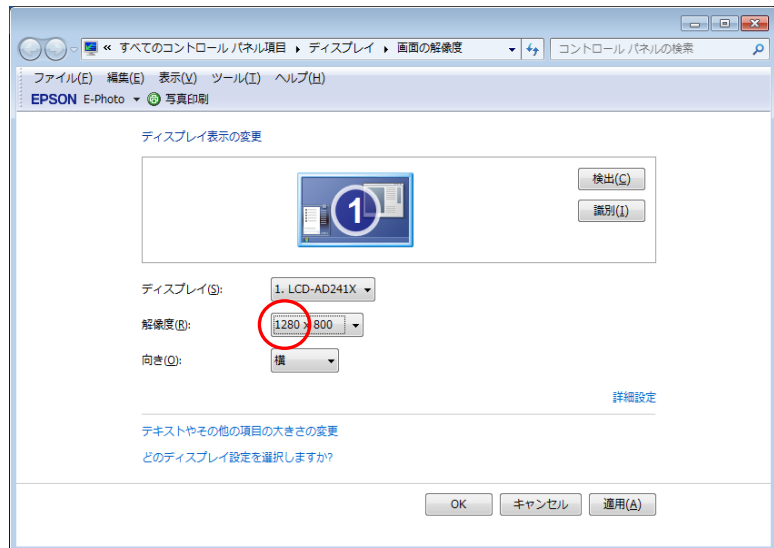 « すべてのコントロール パネル項目 ▸ ディスプレイ ▸ 画面の解像度 コントロール パネルの検索
ファイル(F) 編集(E) 表示(V) ツール(T) ヘルプ(H)
EPSON E-Photo 写真印刷
ディスプレイ表示の変更
1
検出(C)
識別(I)
ディスプレイ(S): 1. LCD-AD241X
解像度(R): 1280 x 800
向き(O): 横
詳細設定
テキストやその他の項目の大きさの変更
どのディスプレイ設定を選択しますか?
OK キャンセル 適用(A)